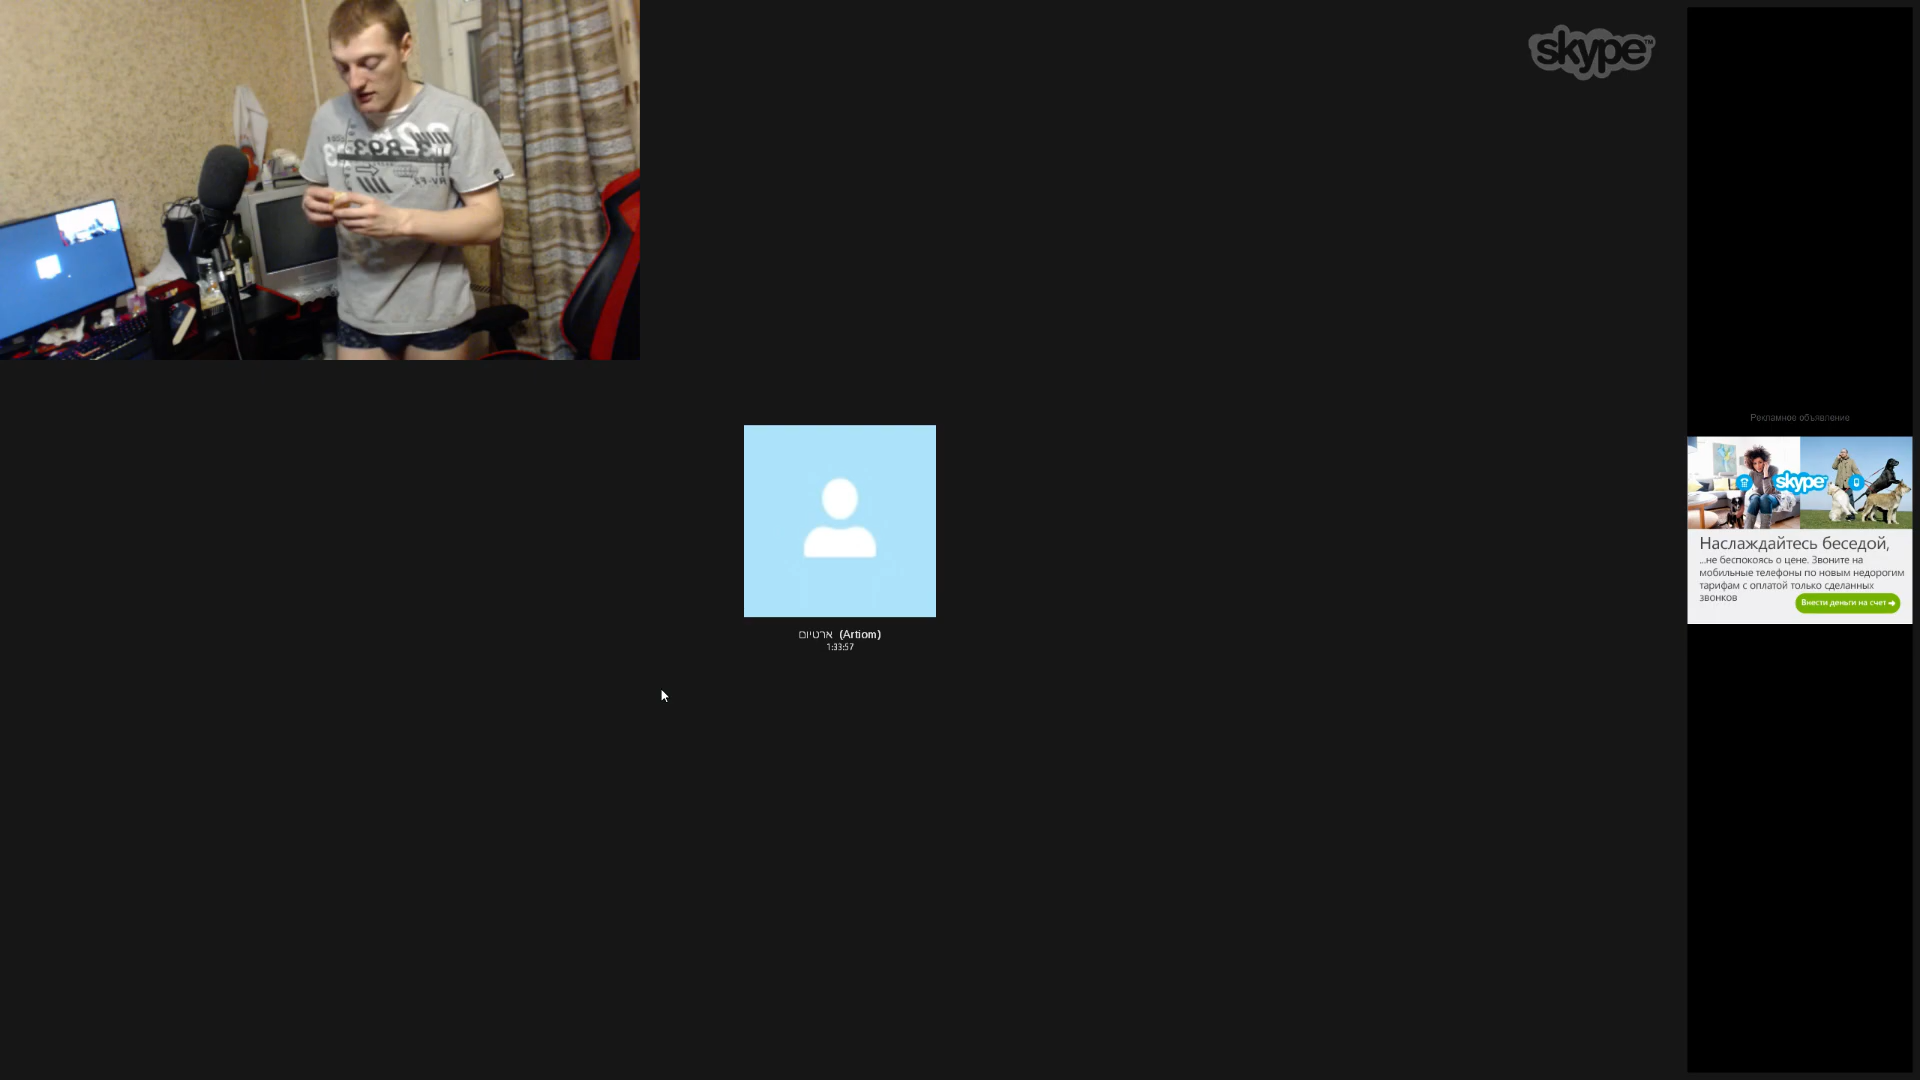 skype
Рекламное объявление
skype
Наслаждайтесь беседой,
...не беспокоясь о цене. Звоните на
мобильные телефоны по новым недорогим
тарифам с оплатой только сделанных
звонков
Внести деньги на счет
ארטיום (Artiom)
1:33:57